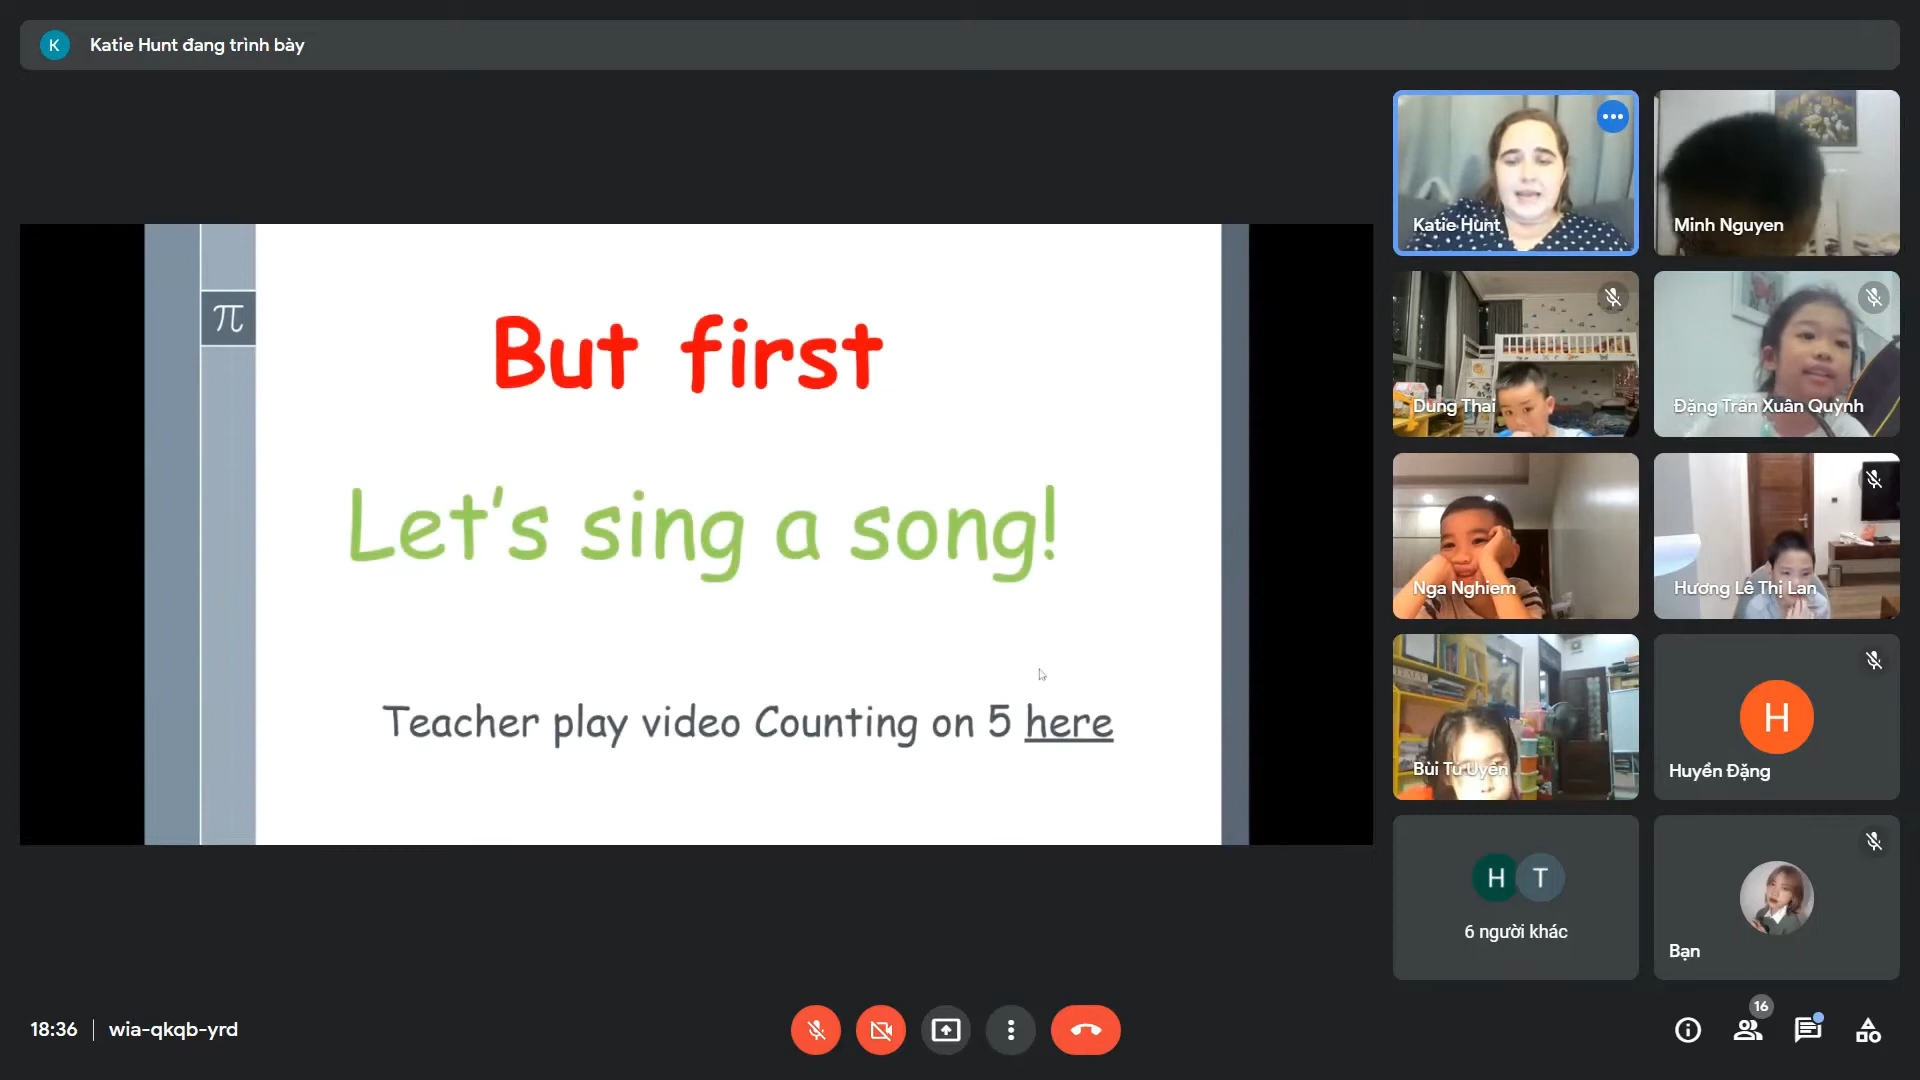 K Katie Hunt đang trình bày
π
But first
Let's sing a song!
Teacher play video Counting on 5 here
Katie Hunt
Minh Nguyen
Dung Thai
Đặng Trần Xuân Quỳnh
Nga Nghiem
Hương Lê Thị Lan
Bùi Tú Uyên
H
Huyền Đặng
H T
6 người khác
Bạn
18:36 | wia-qkqb-yrd
16